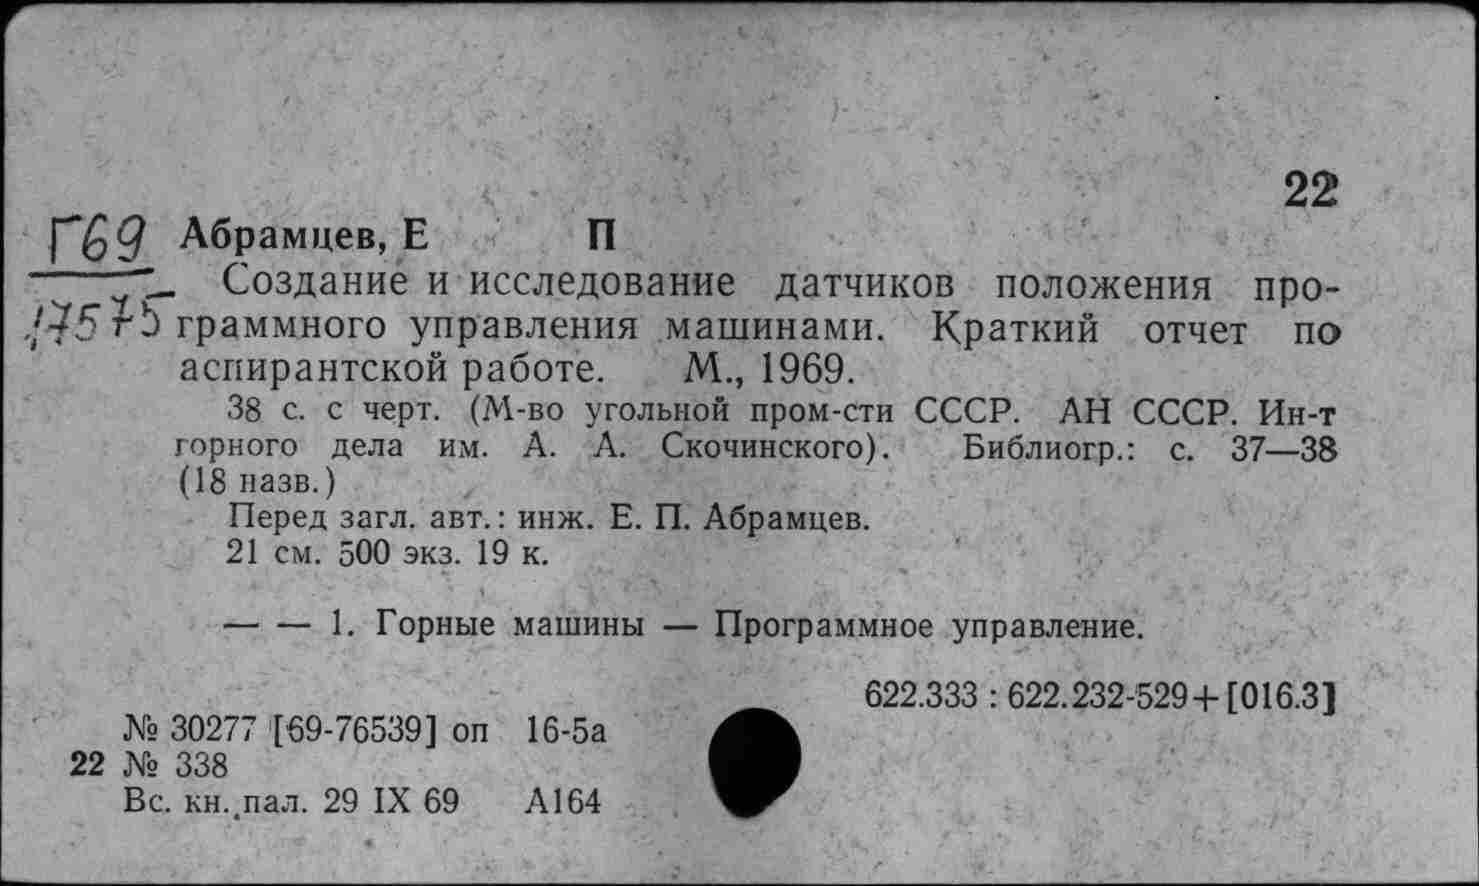 22
Г69 Абрамцев, Е П
Создание и исследование датчиков положения про-
17575 граммного управления машинами. Краткий отчет по
аспирантской работе. М., 1969.
38 с. с черт. (М-во угольной пром-сти СССР. АН СССР. Ин-т
горного дела им. А. А. Скочинского). Библиогр.: с. 37—38
(18 назв.)
Перед загл. авт.: инж. Е. П. Абрамцев.
21 см. 500 экз. 19 к.
— — 1. Горные машины — Программное управление.
622.333 : 622.232-529+[016.3]
№ 30277 [69-76539] оп 16-5а
22 № 338
Вс. кн. пал. 29 IX 69 А164